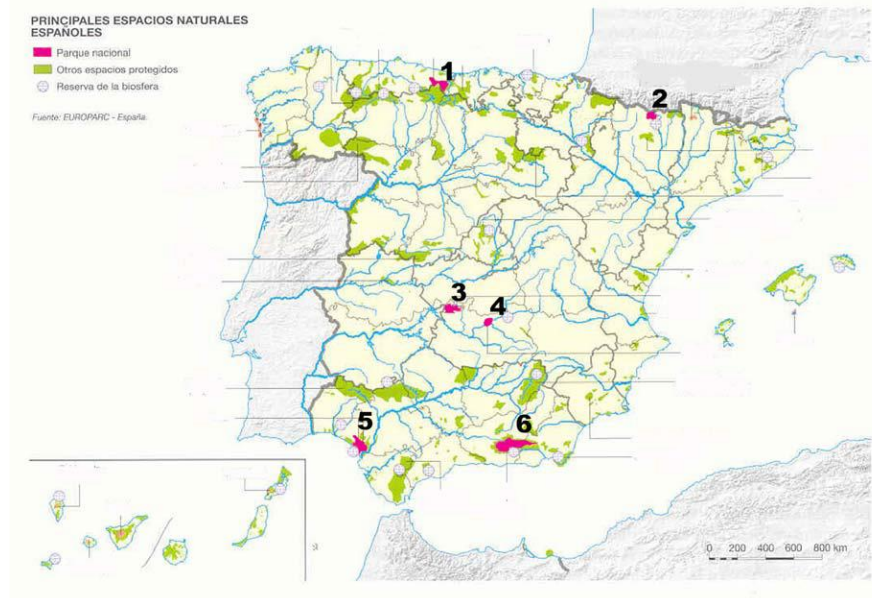 PRINCIPALES ESPACIOS NATURALES
ESPAÑOLES
Parque nacional
Otros espacios protegidos
Reserva de la biosfera
Fuente: EUROPARC - España.
1
2
3
4
5
6
0 200 400 600 800 km